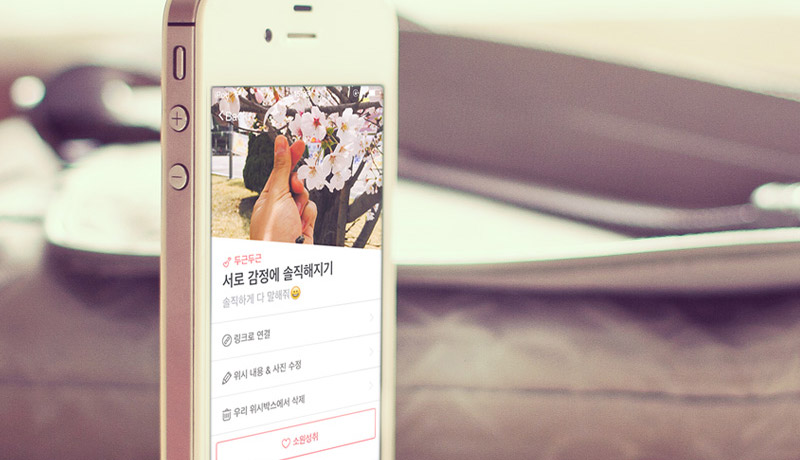 두근두근
서로 감정에 솔직해지기
솔직하게 다 말해줘😄
링크로 연결
위시 내용 & 사진 수정
우리 위시박스에서 삭제
소원성취